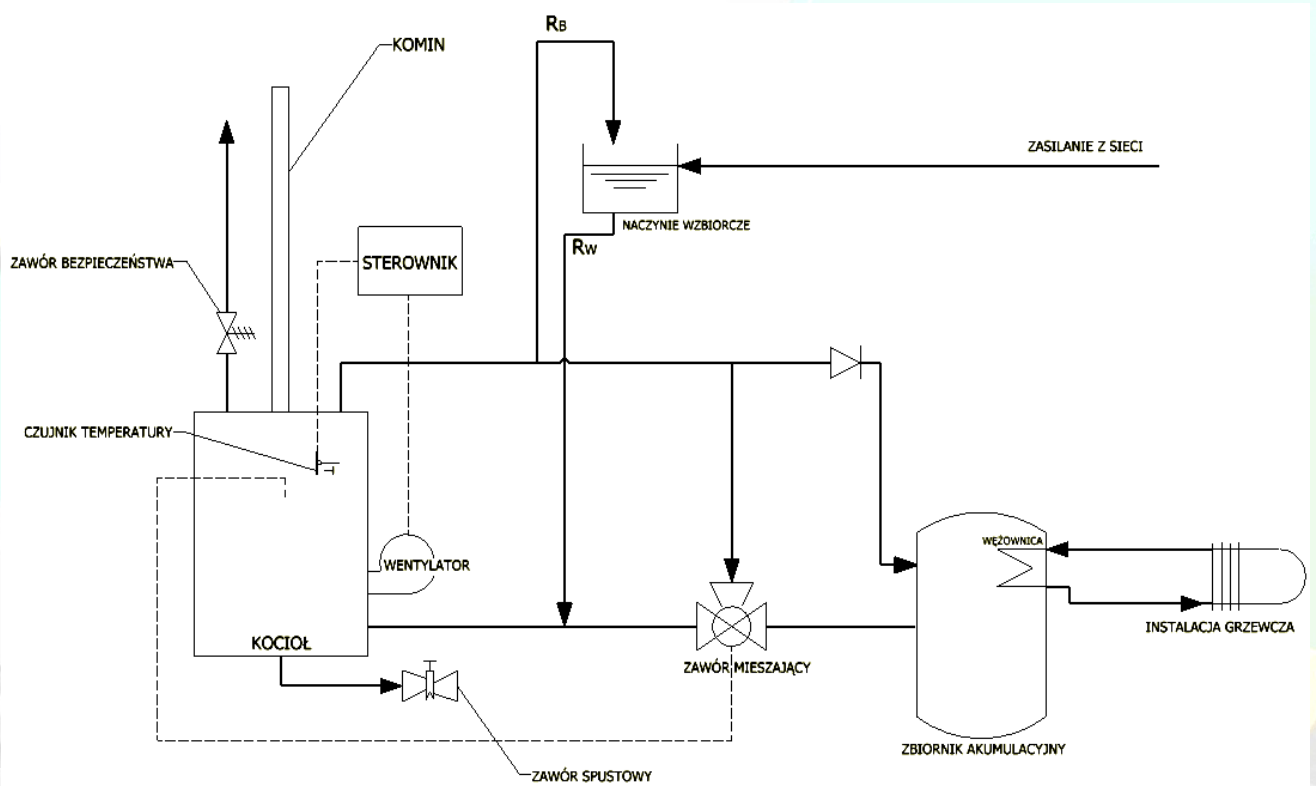 RB
KOMIN
ZASILANIE Z SIECI
NACZYNIE WZBIORCZE
RW
ZAWÓR BEZPIECZEŃSTWA
STEROWNIK
CZUJNIK TEMPERATURY
T
WENTYLATOR
WĘŻOWNICA
KOCIOŁ
INSTALACJA GRZEWCZA
ZAWÓR MIESZAJĄCY
ZBIORNIK AKUMULACYJNY
ZAWÓR SPUSTOWY